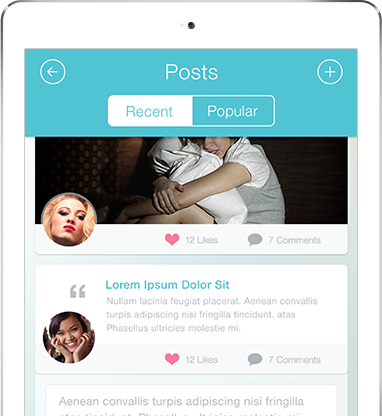 Posts
Recent Popular
12 Likes 7 Comments
Lorem Ipsum Dolor Sit
Nullam lacinia feugiat placerat. Aenean convallis
turpis adipiscing nisi fringilla tincidunt. atas
Phasellus ultricies molestie mi.
12 Likes 7 Comments
Aenean convallis turpis adipiscing nisi fringilla